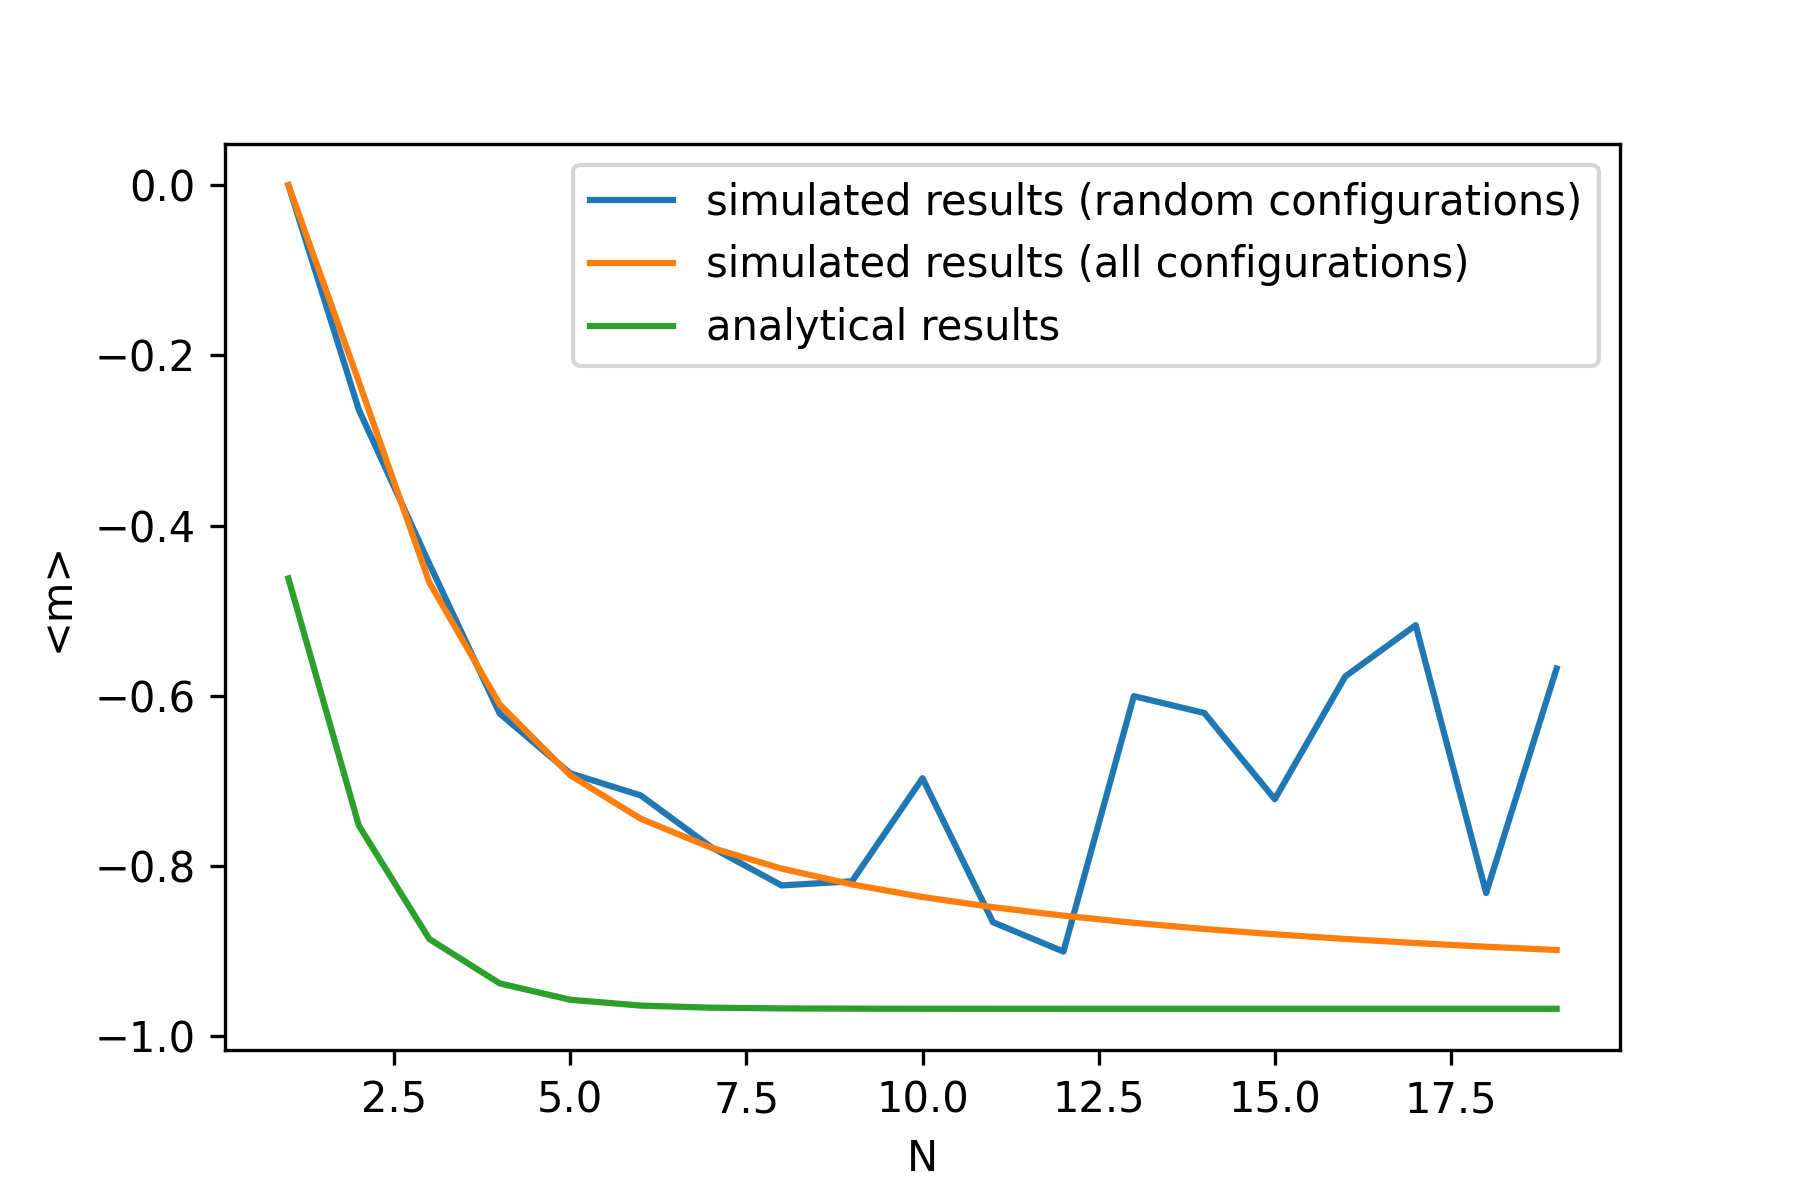 simulated results (random configurations)
simulated results (all configurations)
analytical results
0.0
−0.2
−0.4
−0.6
−0.8
−1.0
<m>
2.5 5.0 7.5 10.0 12.5 15.0 17.5
N